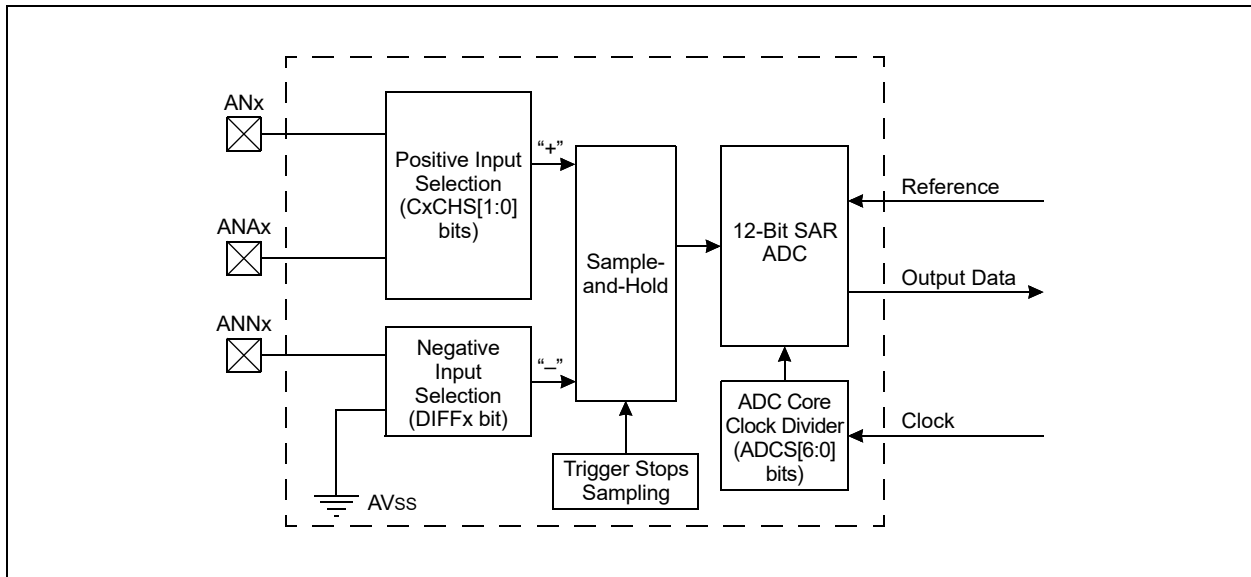 ANx
ANAx
ANNx
Positive Input
Selection
(CxCHS[1:0]
bits)
“+”
Negative
Input
Selection
(DIFFx bit)
“–”
AVSS
Sample-
and-Hold
Trigger Stops
Sampling
12-Bit SAR
ADC
ADC Core
Clock Divider
(ADCS[6:0]
bits)
Reference
Output Data
Clock